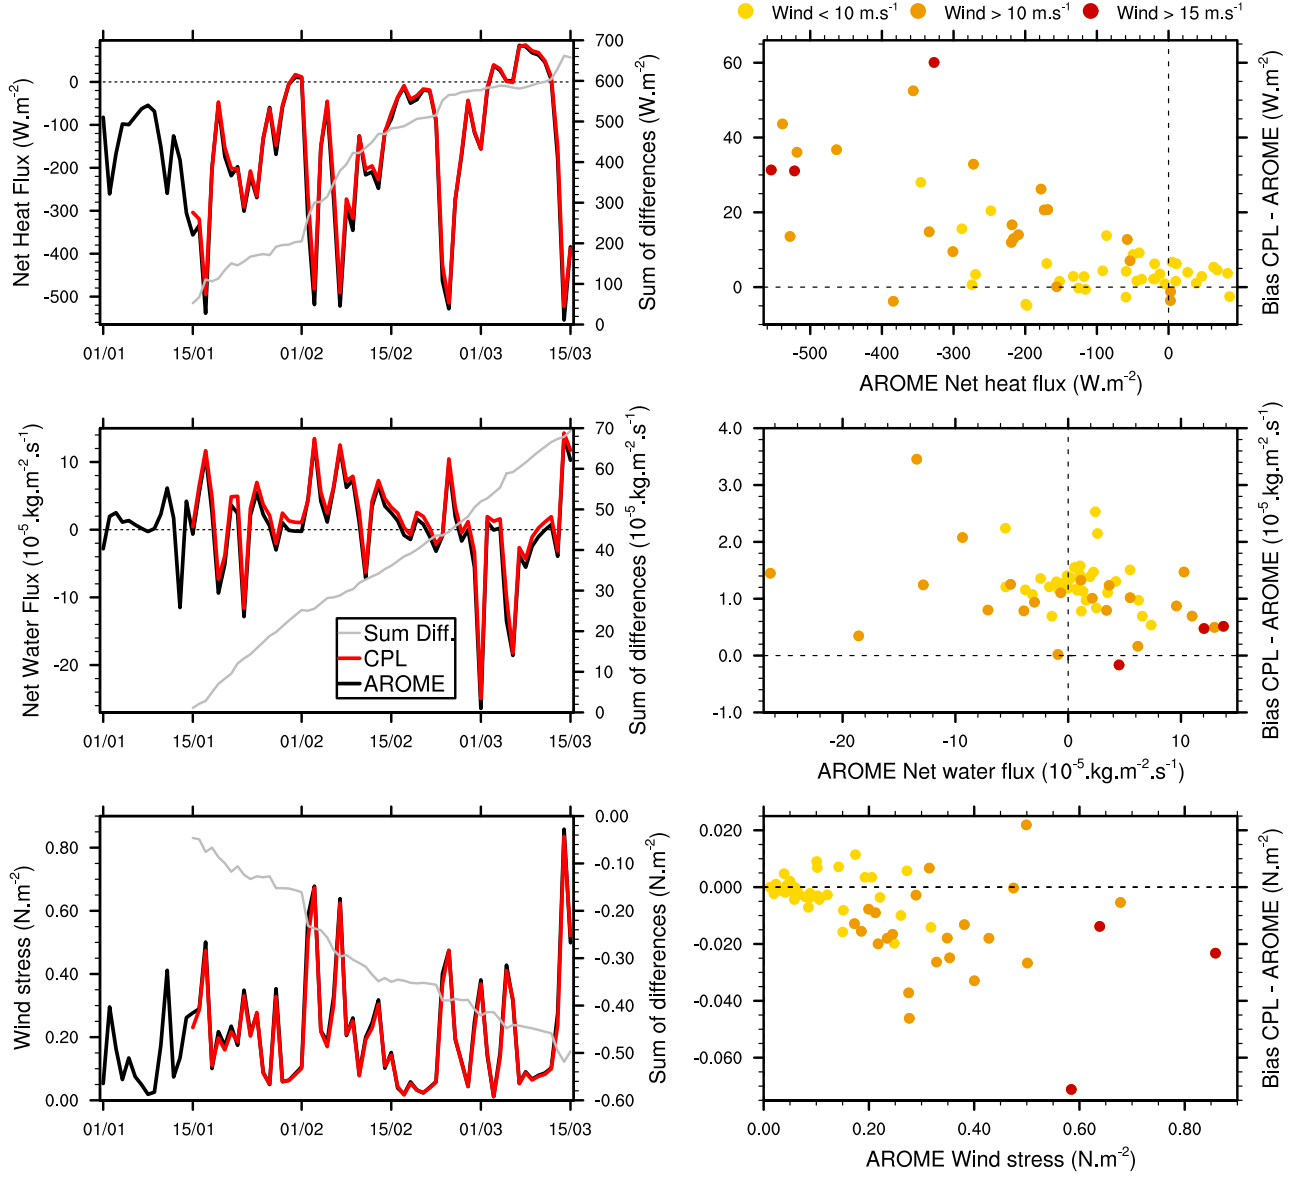 Wind < 10 m.s⁻¹ Wind > 10 m.s⁻¹ Wind > 15 m.s⁻¹
Net Heat Flux (W.m⁻²)
0
-100
-200
-300
-400
-500
01/01 15/01 01/02 15/02 01/03 15/03
700
600
500
400
300
200
100
0
Sum of differences (W.m⁻²)
60
40
20
0
-500 -400 -300 -200 -100 0
AROME Net heat flux (W.m⁻²)
Bias CPL - AROME (W.m⁻²)
Net Water Flux (10⁻⁵.kg.m⁻².s⁻¹)
10
0
-10
-20
01/01 15/01 01/02 15/02 01/03 15/03
Sum Diff.
CPL
AROME
70
60
50
40
30
20
10
0
Sum of differences (10⁻⁵.kg.m⁻².s⁻¹)
4.0
3.0
2.0
1.0
0.0
-1.0
-20 -10 0 10
AROME Net water flux (10⁻⁵.kg.m⁻².s⁻¹)
Bias CPL - AROME (10⁻⁵.kg.m⁻².s⁻¹)
Wind stress (N.m⁻²)
0.80
0.60
0.40
0.20
0.00
01/01 15/01 01/02 15/02 01/03 15/03
0.00
-0.10
-0.20
-0.30
-0.40
-0.50
-0.60
Sum of differences (N.m⁻²)
0.020
0.000
-0.020
-0.040
-0.060
0.00 0.20 0.40 0.60 0.80
AROME Wind stress (N.m⁻²)
Bias CPL - AROME (N.m⁻²)